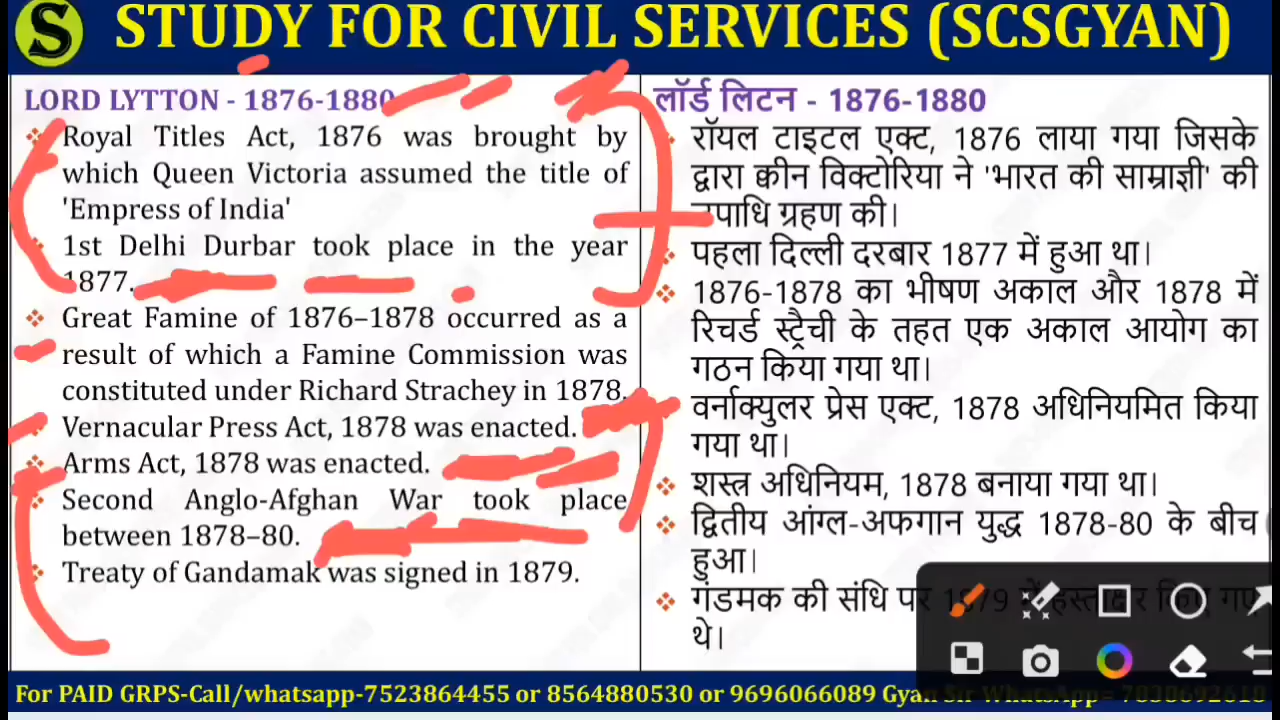 S STUDY FOR CIVIL SERVICES (SCSGYAN)
LORD LYTTON - 1876-1880
Royal Titles Act, 1876 was brought by
which Queen Victoria assumed the title of
'Empress of India'
1st Delhi Durbar took place in the year
1877.
Great Famine of 1876–1878 occurred as a
result of which a Famine Commission was
constituted under Richard Strachey in 1878.
Vernacular Press Act, 1878 was enacted.
Arms Act, 1878 was enacted.
Second Anglo-Afghan War took place
between 1878–80.
Treaty of Gandamak was signed in 1879.
लॉर्ड लिटन - 1876-1880
रॉयल टाइटल एक्ट, 1876 लाया गया जिसके
द्वारा क्वीन विक्टोरिया ने 'भारत की साम्राज्ञी' की
उपाधि ग्रहण की।
पहला दिल्ली दरबार 1877 में हुआ था।
1876-1878 का भीषण अकाल और 1878 में
रिचर्ड स्ट्रैची के तहत एक अकाल आयोग का
गठन किया गया था।
वर्नाक्युलर प्रेस एक्ट, 1878 अधिनियमित किया
गया था।
शस्त्र अधिनियम, 1878 बनाया गया था।
द्वितीय आंग्ल-अफगान युद्ध 1878-80 के बीच
हुआ।
गंडमक की संधि पर 1879 में हस्ताक्षर किए गए
थे।
For PAID GRPS-Call/whatsapp-7523864455 or 8564880530 or 9696066089 Gyan Sir WhatsApp=